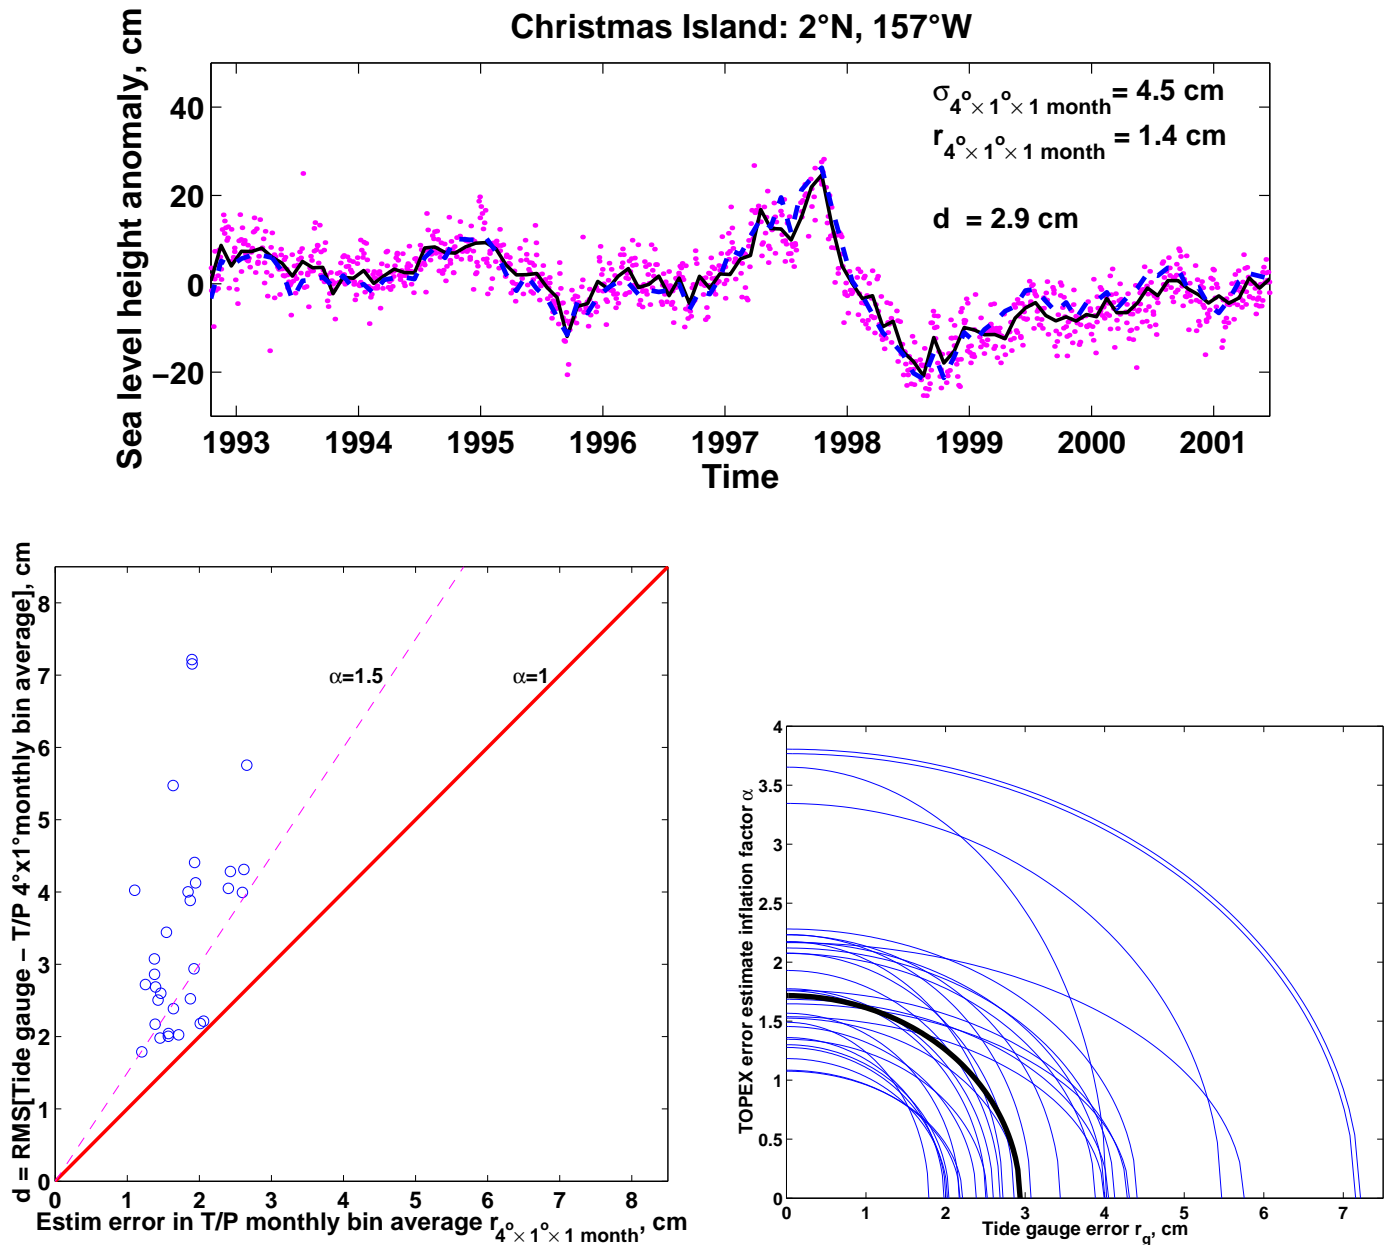 Christmas Island: 2°N, 157°W
Sea level height anomaly, cm
40
20
0
−20
σ4°×1°×1 month = 4.5 cm
r4°×1°×1 month = 1.4 cm
d = 2.9 cm
1993 1994 1995 1996 1997 1998 1999 2000 2001
Time
d = RMS[Tide gauge − T/P 4°x1°monthly bin average], cm
8
7
6
5
4
3
2
1
0
α=1.5
α=1
0 1 2 3 4 5 6 7 8
Estim error in T/P monthly bin average r4°×1°×1 month, cm
TOPEX error estimate inflation factor α
4
3.5
3
2.5
2
1.5
1
0.5
0
0 1 2 3 4 5 6 7
Tide gauge error rg, cm